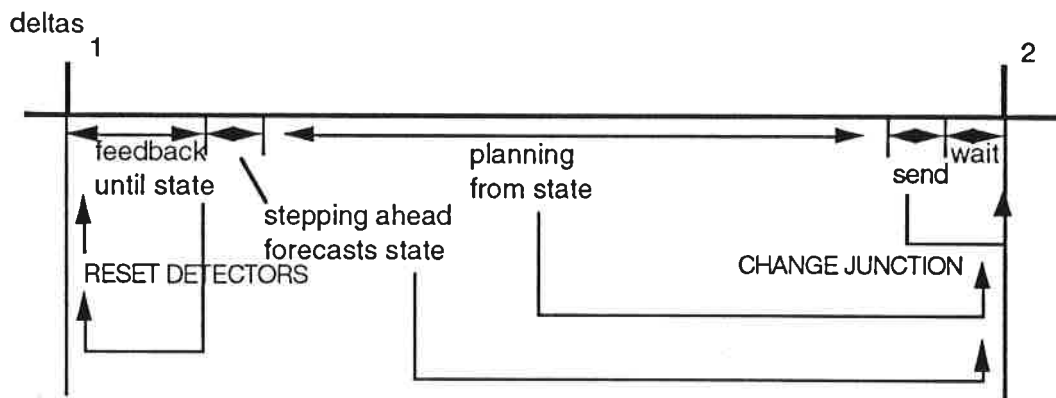 deltas
1
2
feedback
until state
stepping ahead
forecasts state
planning
from state
send
wait
RESET DETECTORS
CHANGE JUNCTION